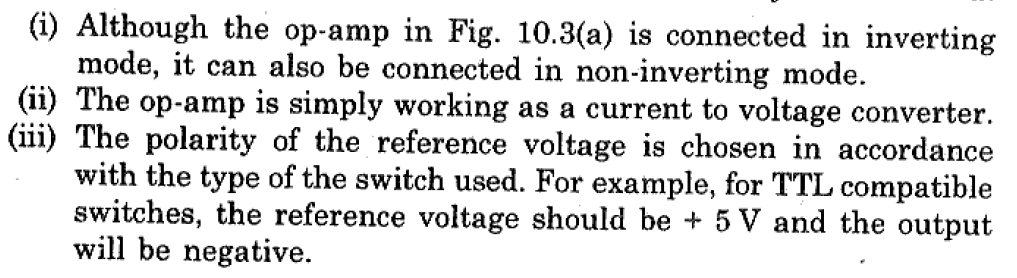 (i) Although the op-amp in Fig. 10.3(a) is connected in inverting
mode, it can also be connected in non-inverting mode.
(ii) The op-amp is simply working as a current to voltage converter.
(iii) The polarity of the reference voltage is chosen in accordance
with the type of the switch used. For example, for TTL compatible
switches, the reference voltage should be + 5 V and the output
will be negative.